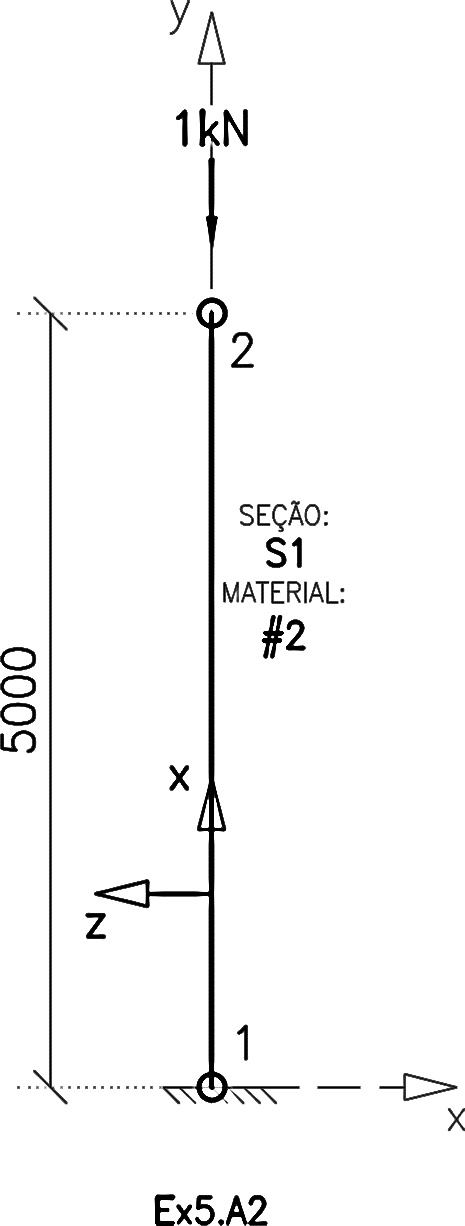 y
1kN
2
SEÇÃO:
S1
MATERIAL:
#2
5000
x
z
1
x
Ex5.A2